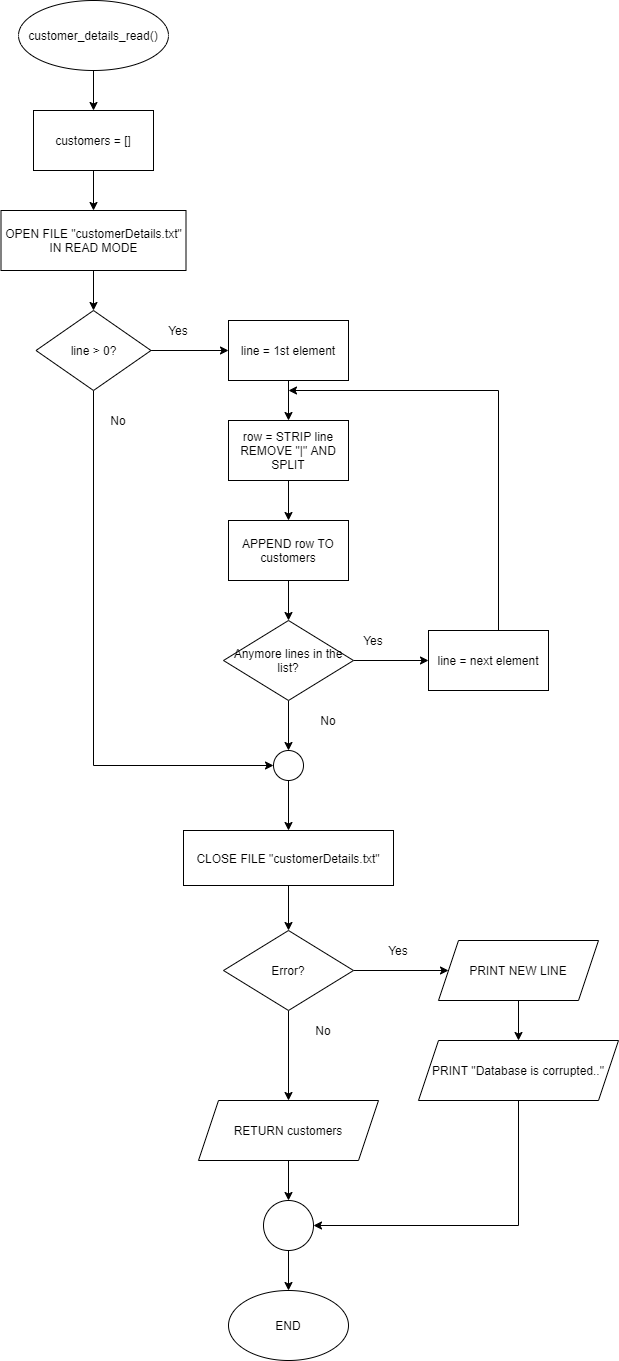 customer_details_read()
customers = []
OPEN FILE "customerDetails.txt"
IN READ MODE
line > 0?
Yes
line = 1st element
No
row = STRIP line
REMOVE "|" AND
SPLIT
APPEND row TO
customers
Anymore lines in the
list?
Yes
line = next element
No
CLOSE FILE "customerDetails.txt"
Error?
Yes
PRINT NEW LINE
No
PRINT "Database is corrupted.."
RETURN customers
END